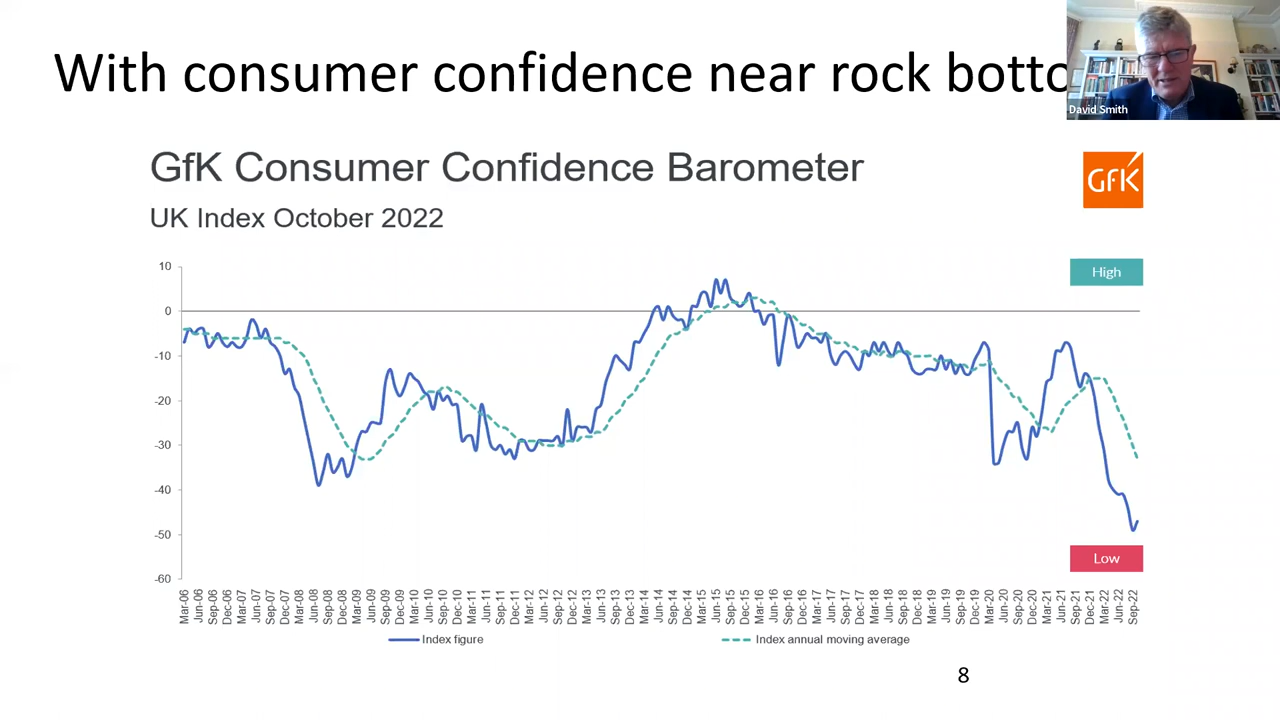 With consumer confidence near rock botto
David Smith
GfK Consumer Confidence Barometer
GfK
UK Index October 2022
High
10
0
-10
-20
-30
-40
-50
-60
Low
Mar-06 Jun-06 Sep-06 Dec-06 Mar-07 Jun-07 Sep-07 Dec-07 Mar-08 Jun-08 Sep-08 Dec-08 Mar-09 Jun-09 Sep-09 Dec-09 Mar-10 Jun-10 Sep-10 Dec-10 Mar-11 Jun-11 Sep-11 Dec-11 Mar-12 Jun-12 Sep-12 Dec-12 Mar-13 Jun-13 Sep-13 Dec-13 Mar-14 Jun-14 Sep-14 Dec-14 Mar-15 Jun-15 Sep-15 Dec-15 Mar-16 Jun-16 Sep-16 Dec-16 Mar-17 Jun-17 Sep-17 Dec-17 Mar-18 Jun-18 Sep-18 Dec-18 Mar-19 Jun-19 Sep-19 Dec-19 Mar-20 Jun-20 Sep-20 Dec-20 Mar-21 Jun-21 Sep-21 Dec-21 Mar-22 Jun-22 Sep-22
Index figure
Index annual moving average
8